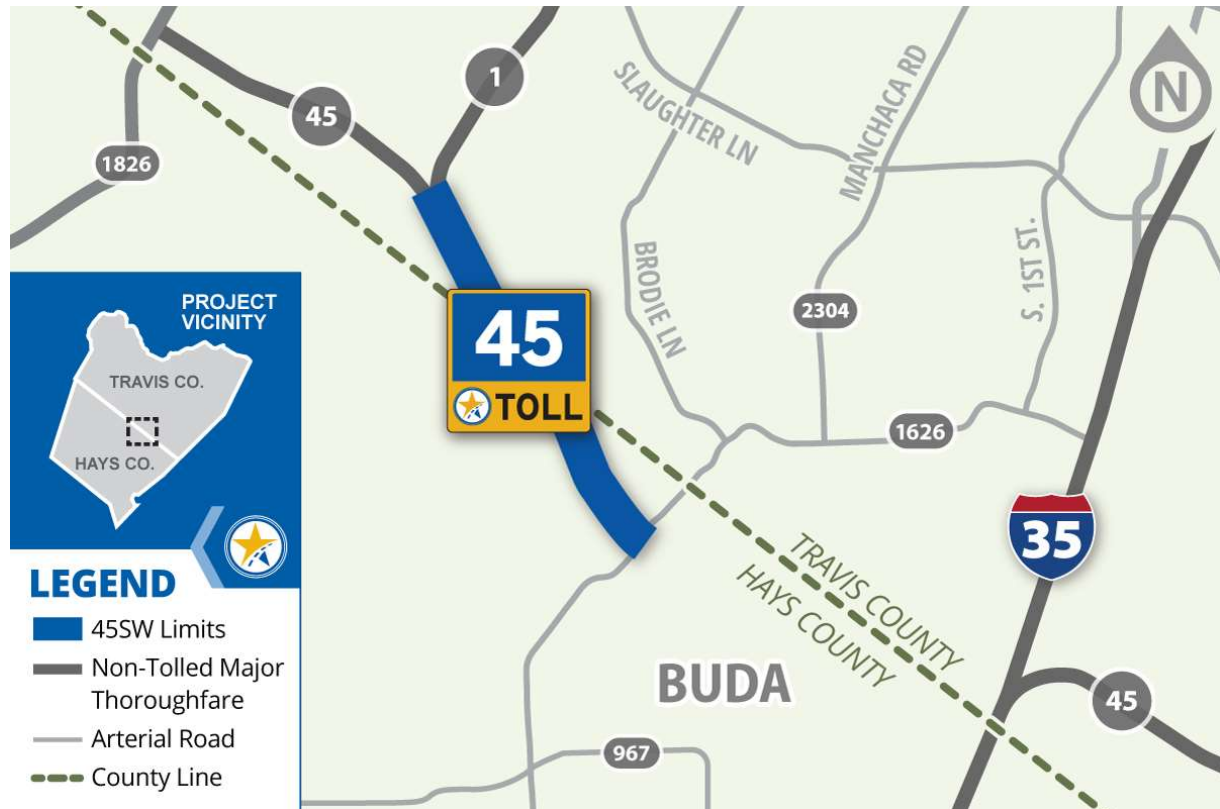 1
45
1826
SLAUGHTER LN
MANCHACA RD
N
PROJECT
VICINITY
TRAVIS CO.
HAYS CO.
45
TOLL
BRODIE LN
2304
S. 1ST ST.
1626
35
TRAVIS COUNTY
HAYS COUNTY
BUDA
45
967
LEGEND
45SW Limits
Non-Tolled Major
Thoroughfare
Arterial Road
County Line